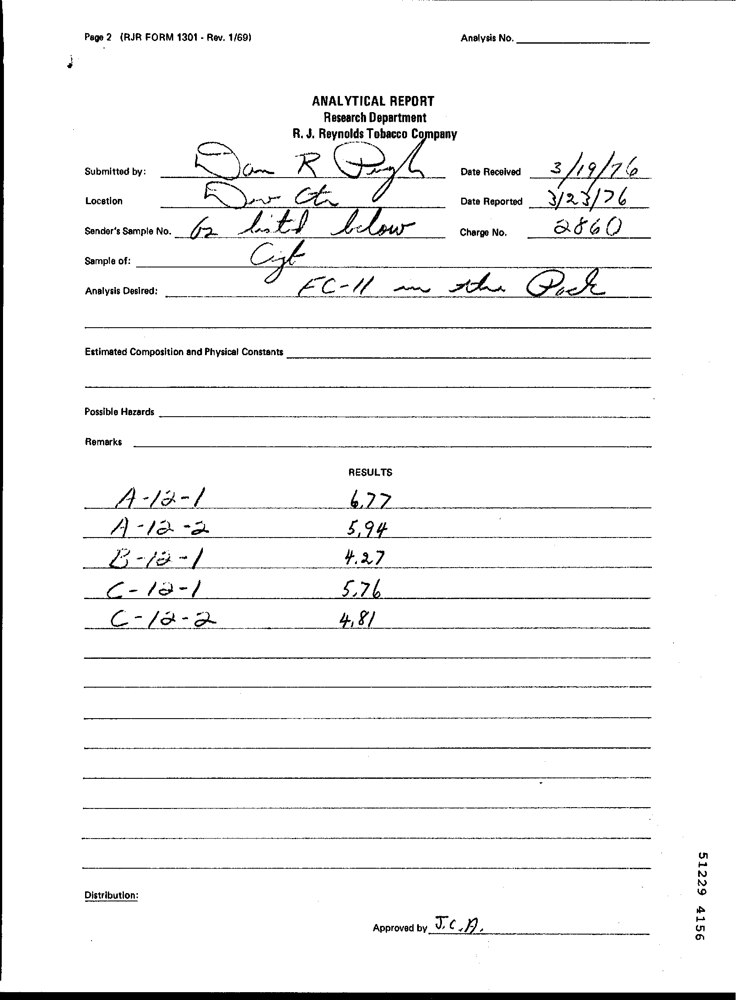 Page 2 (RJR FORM 1301 - Rev. 1/69)
Analysis No.
ANALYTICAL REPORT
Research Department
R. J. Reynolds Tobacco Company
Submitted by: Dan R Pugh
Date Received 3/19/76
Location Dev Ctr
Date Reported 3/23/76
Sender's Sample No. listed below
Charge No. 2860
Sample of: Cigt
Analysis Desired: FC-11 in the Pack
Estimated Composition and Physical Constants
Possible Hazards
Remarks
RESULTS
A-12-1 6.77
A-12-2 5.94
B-12-1 4.27
C-12-1 5.76
C-12-2 4.81
Distribution:
Approved by J.C.A.
51229 4156